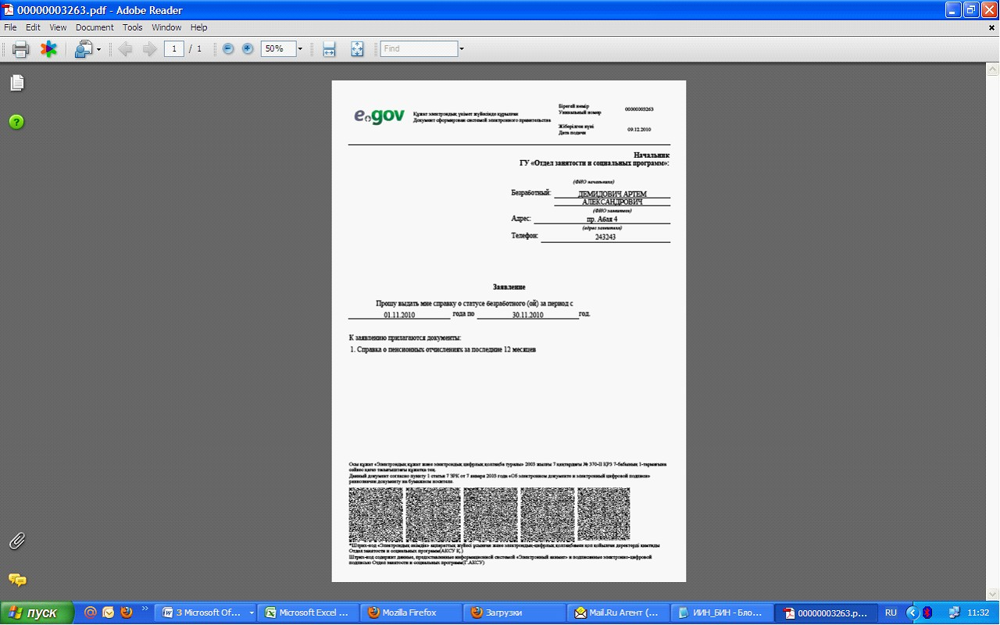 00000003263.pdf - Adobe Reader
File Edit View Document Tools Window Help
1 / 1 50% Find
e.gov
Құжат электрондық үкімет жүйесінде құрылған
Документ сформирован системой электронного правительства
Бірегей нөмір
Уникальный номер
00000003263
Жіберілген күні
Дата подачи
09.12.2010
Начальник
ГУ «Отдел занятости и социальных программ»:
(ФИО начальника)
Безработный: ДЕМИДОВИЧ АРТЕМ
АЛЕКСАНДРОВИЧ
(ФИО заявителя)
Адрес: пр. Абая 4
(адрес заявителя)
Телефон: 243243
Заявление
Прошу выдать мне справку о статусе безработного (ой) за период с
01.11.2010 года по 30.11.2010 год.
К заявлению прилагаются документы:
1. Справка о пенсионных отчислениях за последние 12 месяцев
Осы құжат «Электрондық құжат және электрондық цифрлық қолтаңба туралы» 2003 жылғы 7 қаңтардағы № 370-II ҚРЗ 7-бабының 1-тармағына
сәйкес қағаз тасығыштағы құжатқа тең.
Данный документ согласно пункту 1 статьи 7 ЗРК от 7 января 2003 года «Об электронном документе и электронной цифровой подписи»
равнозначен документу на бумажном носителе.
*Штрих-код «Электрондық әкімдік» ақпараттық жүйесі ұсынған және электрондық-цифрлық қолтаңбамен қол қойылған деректерді қамтиды
Отдел занятости и социальных программ(АКСУ Қ.)
Штрих-код содержит данные, предоставленные информационной системой «Электронный акимат» и подписанные электронно-цифровой
подписью Отдел занятости и социальных программ(Г.АКСУ)
пуск 3 Microsoft Of... Microsoft Excel ... Mozilla Firefox Загрузки Mail.Ru Агент (... ИИН_БИН - Бло... 00000003263.p... RU 11:32